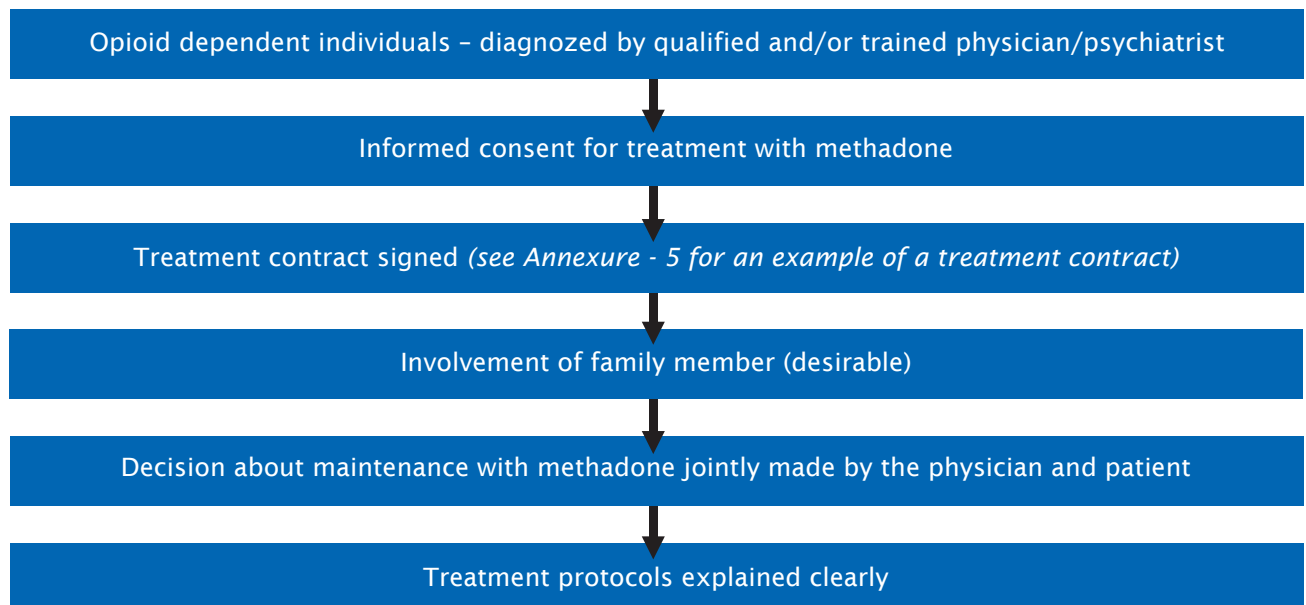 Opioid dependent individuals – diagnozed by qualified and/or trained physician/psychiatrist
Informed consent for treatment with methadone
Treatment contract signed (see Annexure - 5 for an example of a treatment contract)
Involvement of family member (desirable)
Decision about maintenance with methadone jointly made by the physician and patient
Treatment protocols explained clearly